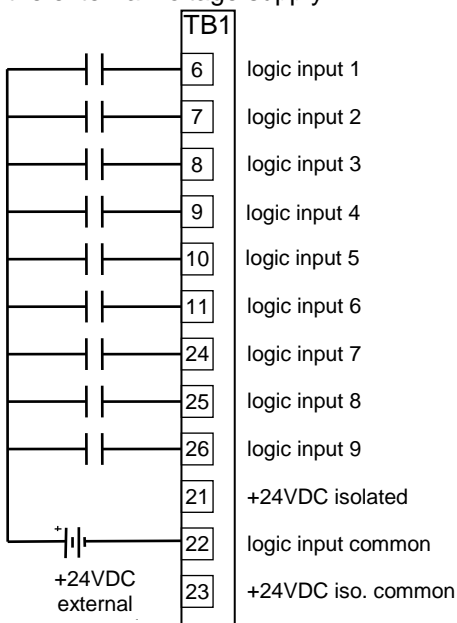 TB1
6 logic input 1
7 logic input 2
8 logic input 3
9 logic input 4
10 logic input 5
11 logic input 6
24 logic input 7
25 logic input 8
26 logic input 9
21 +24VDC isolated
+ 22 logic input common
+24VDC
external
23 +24VDC iso. common